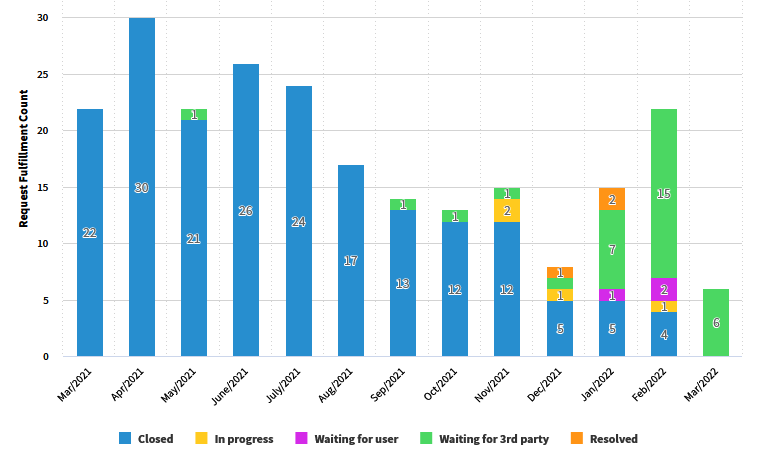 Request Fulfillment Count
30
25
20
15
10
5
0
22
30
1
21
26
24
17
1
13
1
12
1
2
12
1
1
5
2
7
1
5
15
2
1
4
6
Mar/2021
Apr/2021
May/2021
June/2021
July/2021
Aug/2021
Sep/2021
Oct/2021
Nov/2021
Dec/2021
Jan/2022
Feb/2022
Mar/2022
Closed In progress Waiting for user Waiting for 3rd party Resolved